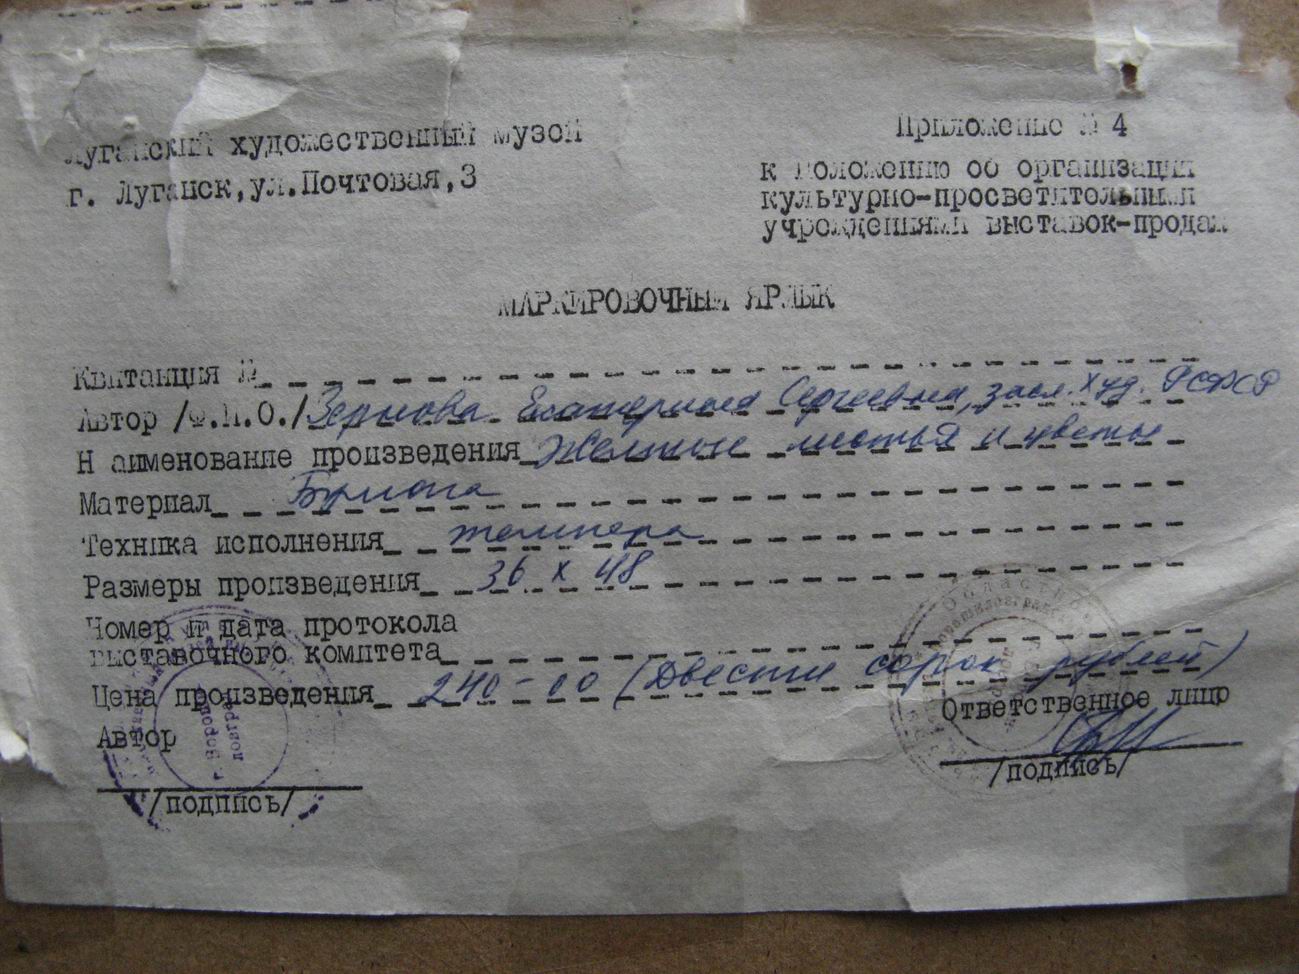 Луганский художественный музей
г. Луганск,ул.Почтовая,3
Приложение № 4
к положению об организации
культурно-просветительными
учреждениями выставок-продаж
МАРКИРОВОЧНЫЙ ЯРЛЫК
Квитанция №
Автор /Ф.И.О./ Зернова Екатерина Сергеевна, засл. худ. РСФСР
Наименование произведения Желтые листья и цветы
Материал Бумага
Техника исполнения темпера
Размеры произведения 36 x 48
Номер и дата протокола
выставочного комитета
Цена произведения 240-00 (Двести сорок рублей)
Автор
/подпись/
Ответственное лицо
/подпись/